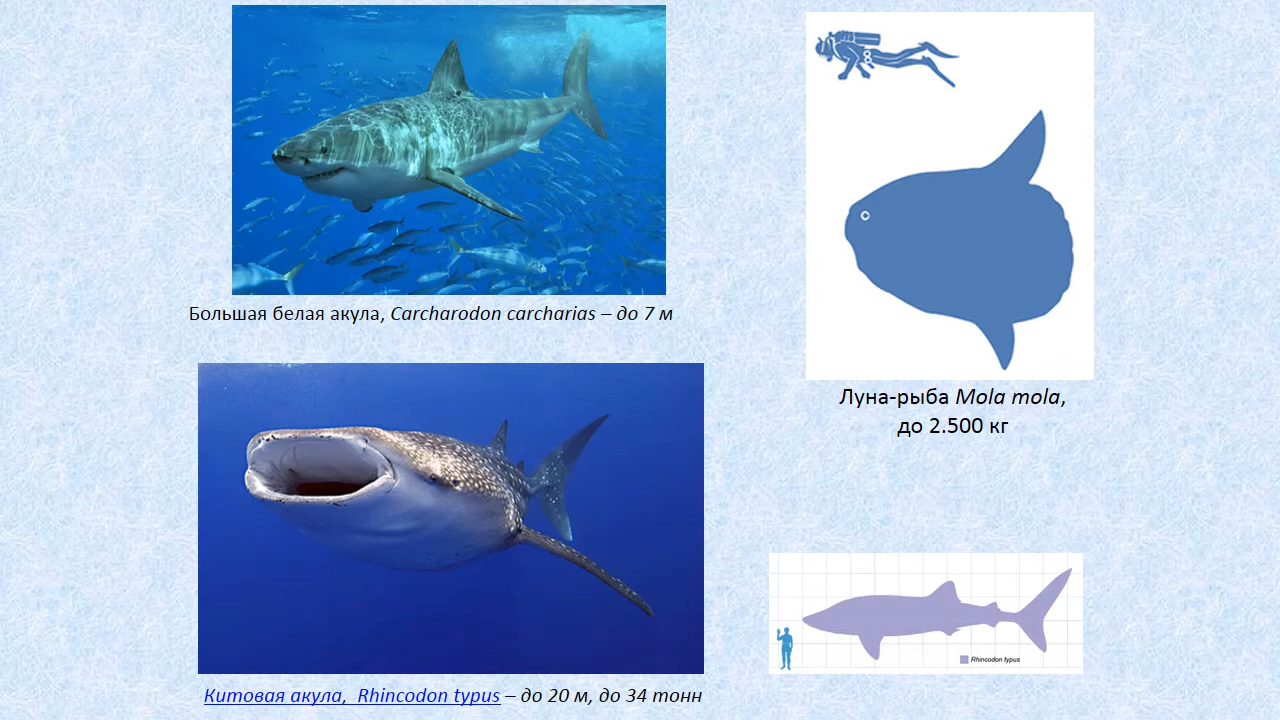 Большая белая акула, Carcharodon carcharias – до 7 м
Луна-рыба Mola mola,
до 2.500 кг
Rhincodon typus
Китовая акула, Rhincodon typus – до 20 м, до 34 тонн